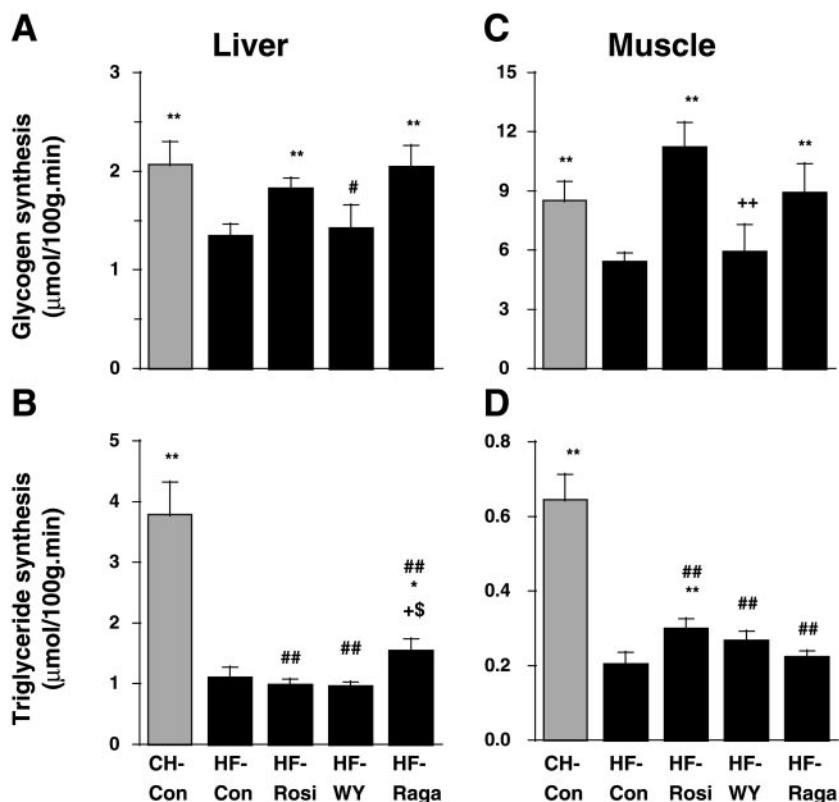 A
Liver
C
Muscle
Glycogen synthesis
(μmol/100g.min)
3
2
1
0
**
**
#
**
15
12
9
6
3
0
**
**
++
**
B
D
Triglyceride synthesis
(μmol/100g.min)
5
4
3
2
1
0
**
##
##
##
*
+$
0.8
0.6
0.4
0.2
0.0
**
##
**
##
##
CH- HF- HF- HF- HF-
Con Con Rosi WY Raga
CH- HF- HF- HF- HF-
Con Con Rosi WY Raga